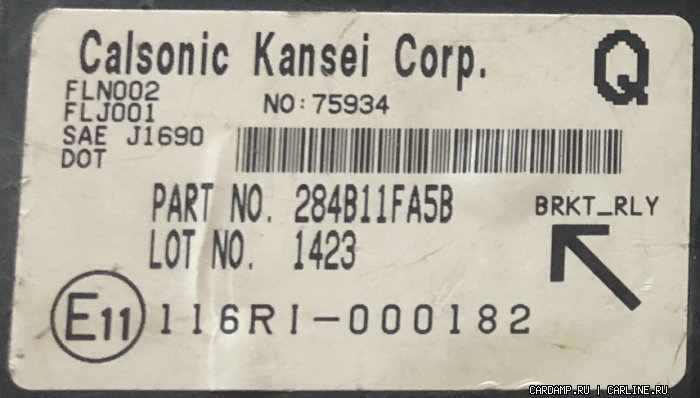 Calsonic Kansei Corp. Q
FLN002
FLJ001
NO:75934
SAE J1690
DOT
PART NO. 284B11FA5B
BRKT_RLY
LOT NO. 1423
E11 116RI-000182
CARDAMP.RU | CARLINE.RU